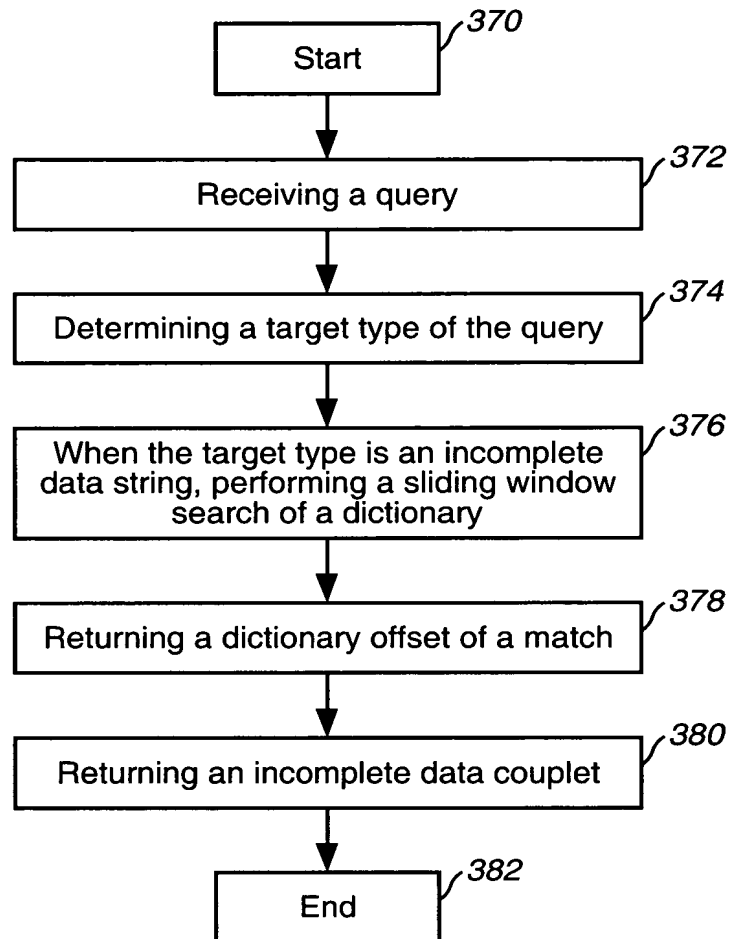 370
Start
372
Receiving a query
374
Determining a target type of the query
376
When the target type is an incomplete
data string, performing a sliding window
search of a dictionary
378
Returning a dictionary offset of a match
380
Returning an incomplete data couplet
382
End